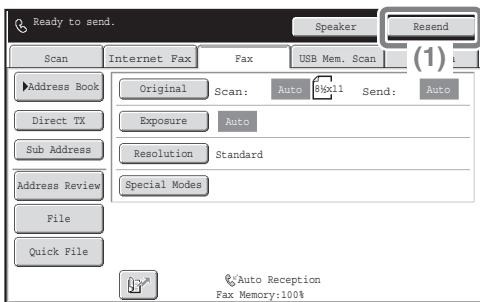 Ready to send.
Speaker
Resend
Scan
Internet Fax
Fax
USB Mem. Scan
(1)
Address Book
Original
Scan:
Auto
8½x11
Send:
Auto
Direct TX
Exposure
Auto
Sub Address
Resolution
Standard
Address Review
Special Modes
File
Quick File
Auto Reception
Fax Memory:100%